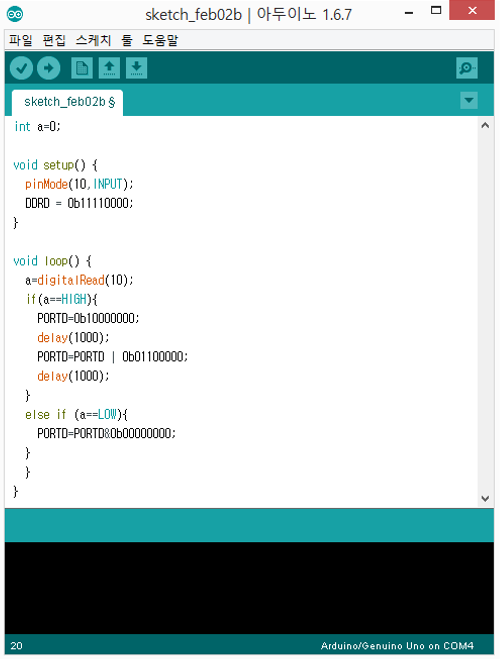 sketch_feb02b | 아두이노 1.6.7
파일 편집 스케치 툴 도움말
sketch_feb02b §
int a=0;
void setup() {
pinMode(10,INPUT);
DDRD = 0b11110000;
}
void loop() {
a=digitalRead(10);
if(a==HIGH){
PORTD=0b10000000;
delay(1000);
PORTD=PORTD | 0b01100000;
delay(1000);
}
else if (a==LOW){
PORTD=PORTD&0b00000000;
}
}
}
20
Arduino/Genuino Uno on COM4